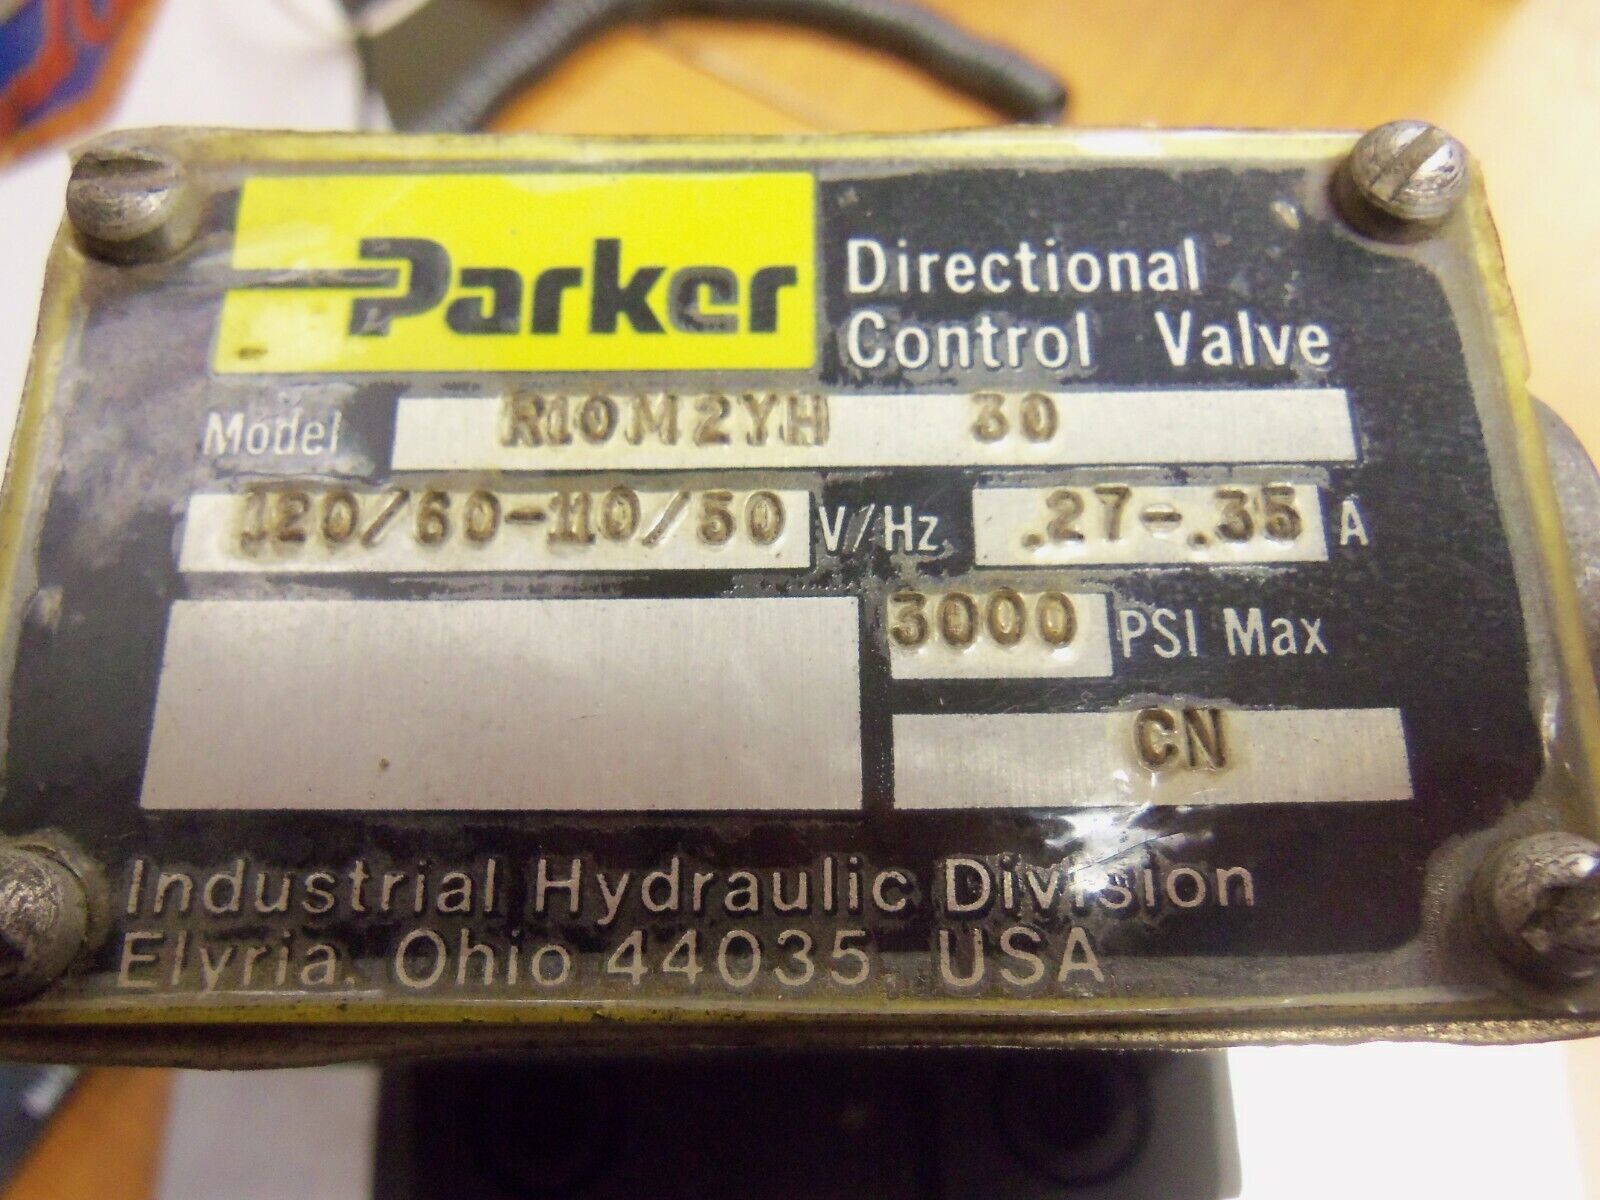 Parker Directional
Control Valve
Model R10M2YH 30
120/60-110/50 V/Hz .27-.35 A
3000 PSI Max
CN
Industrial Hydraulic Division
Elyria, Ohio 44035, USA